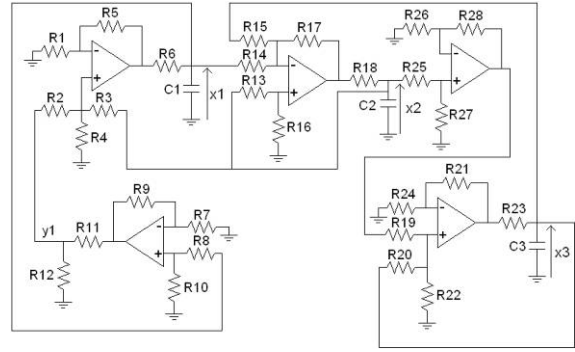 R5
R1
-
+
R6
C1
x1
R2
R3
R4
R15
R17
R14
-
R13
+
R16
R18
C2
x2
R26
R28
-
R25
+
R27
R9
R7
-
y1
R11
R8
+
R12
R10
R21
R24
-
R19
+
R23
R20
R22
C3
x3